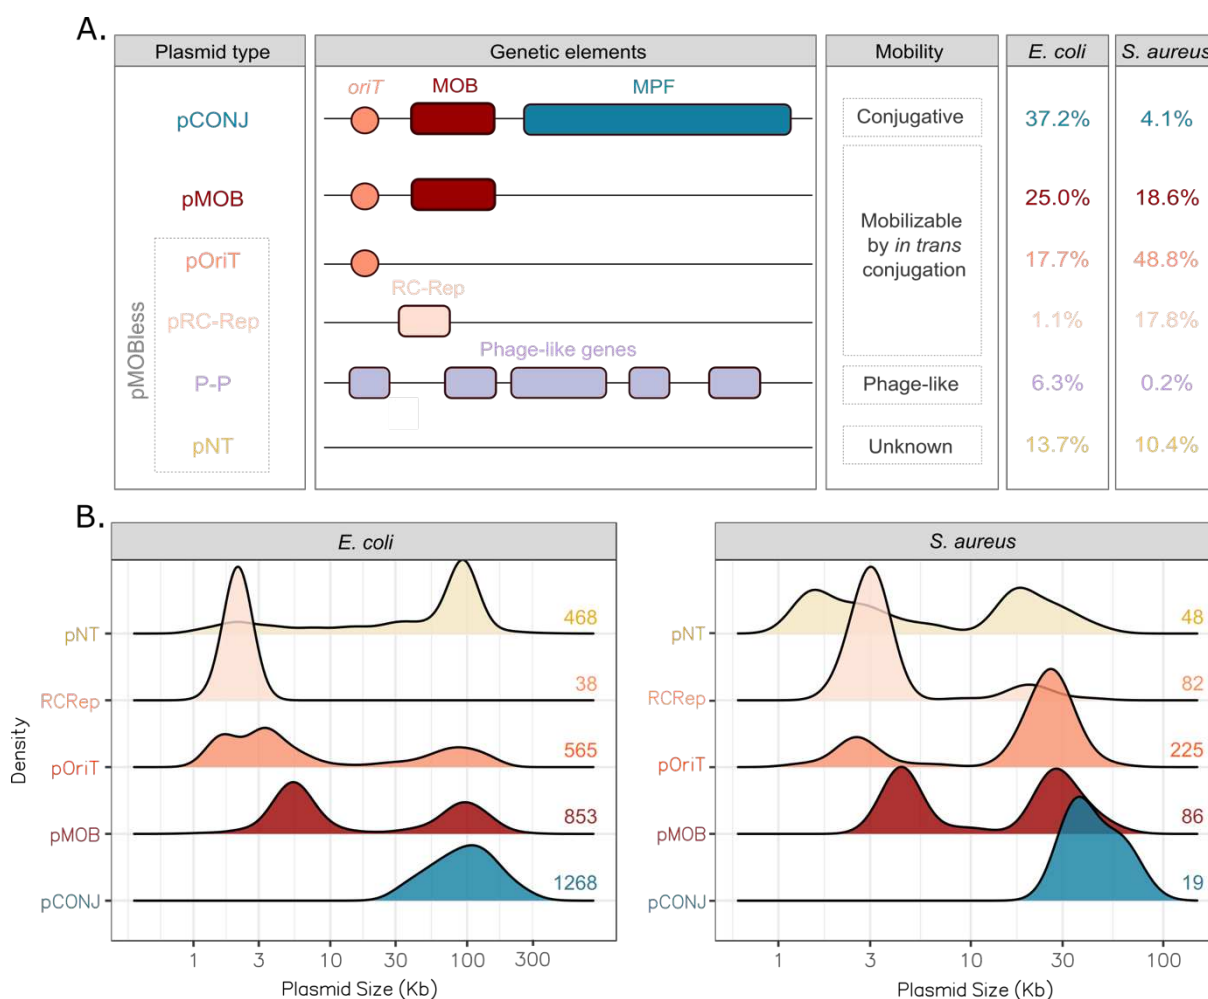 A.
Plasmid type
Genetic elements
Mobility
E. coli
S. aureus
oriT
MOB
MPF
pCONJ
Conjugative
37.2%
4.1%
pMOB
25.0%
18.6%
Mobilizable
by in trans
conjugation
pMOBless
pOriT
17.7%
48.8%
RC-Rep
pRC-Rep
1.1%
17.8%
Phage-like genes
P-P
Phage-like
6.3%
0.2%
pNT
Unknown
13.7%
10.4%
B.
E. coli
Density
pNT
468
RCRep
38
pOriT
565
pMOB
853
pCONJ
1268
1 3 10 30 100 300
Plasmid Size (Kb)
S. aureus
pNT
48
RCRep
82
pOriT
225
pMOB
86
pCONJ
19
1 3 10 30 100
Plasmid Size (Kb)